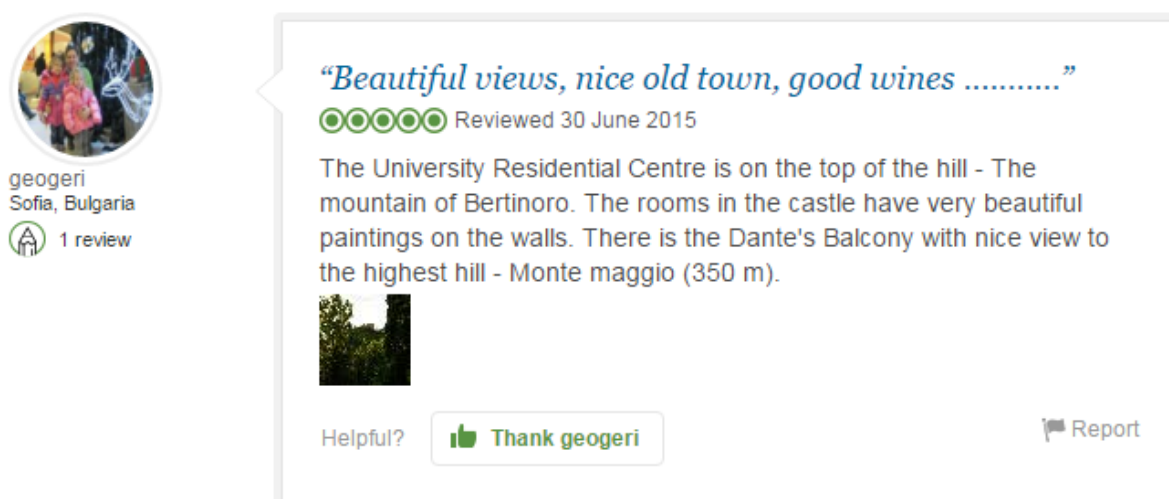 geogeri
Sofia, Bulgaria
1 review
“Beautiful views, nice old town, good wines ...........”
Reviewed 30 June 2015
The University Residential Centre is on the top of the hill - The
mountain of Bertinoro. The rooms in the castle have very beautiful
paintings on the walls. There is the Dante's Balcony with nice view to
the highest hill - Monte maggio (350 m).
Helpful?
Thank geogeri
Report